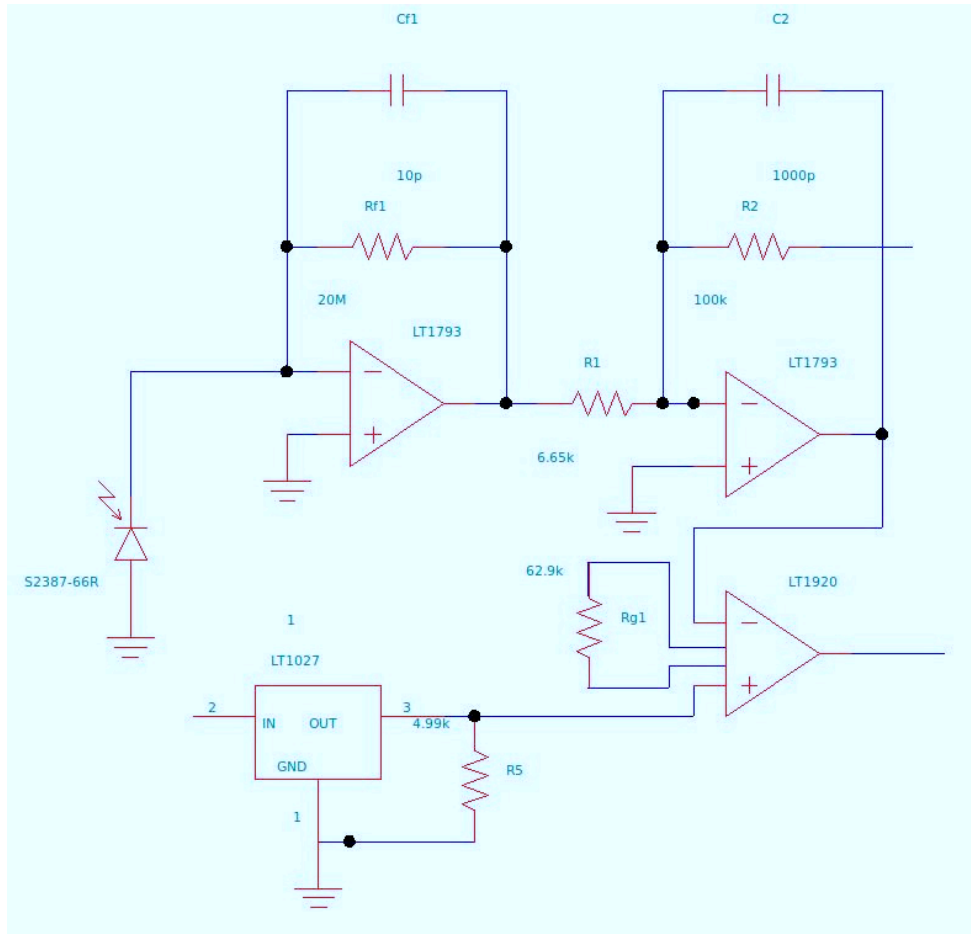 Cf1
C2
10p
1000p
Rf1
R2
20M
100k
LT1793
R1
LT1793
6.65k
S2387-66R
62.9k
LT1920
Rg1
1
LT1027
2
3
4.99k
IN
OUT
GND
R5
1